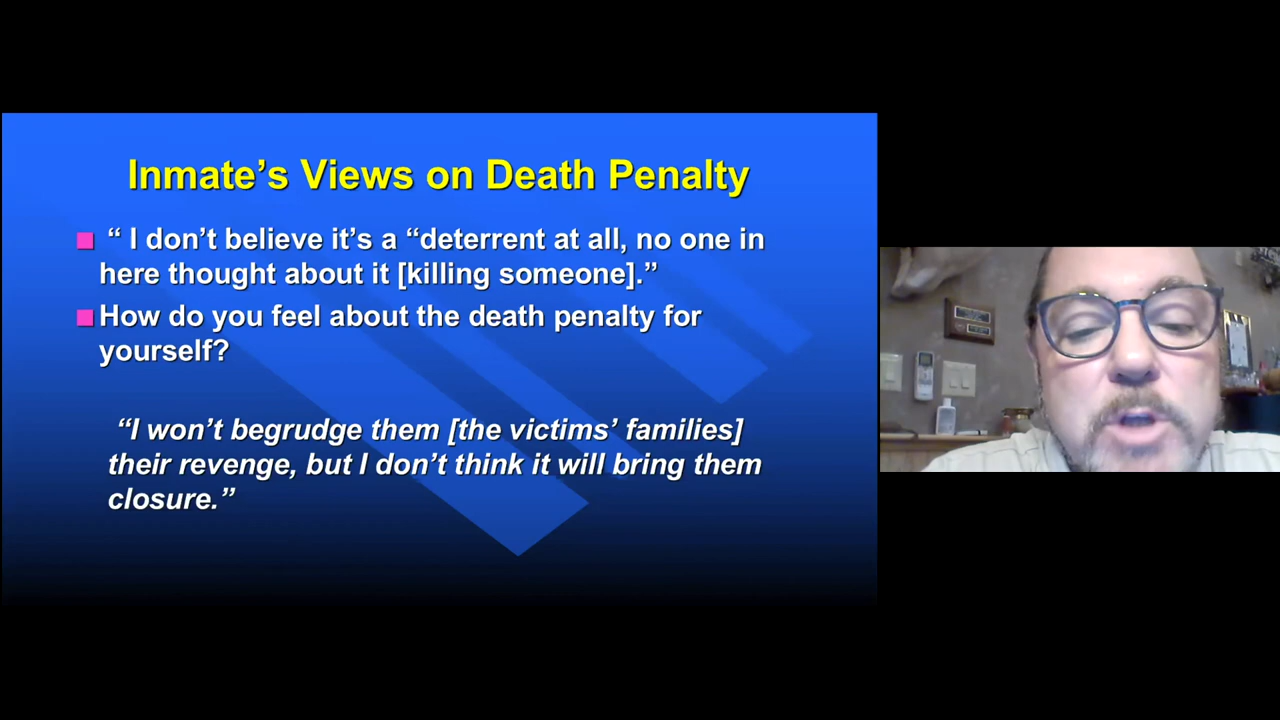 Inmate’s Views on Death Penalty
“ I don’t believe it’s a “deterrent at all, no one in
here thought about it [killing someone].”
How do you feel about the death penalty for
yourself?
“I won’t begrudge them [the victims’ families]
their revenge, but I don’t think it will bring them
closure.”